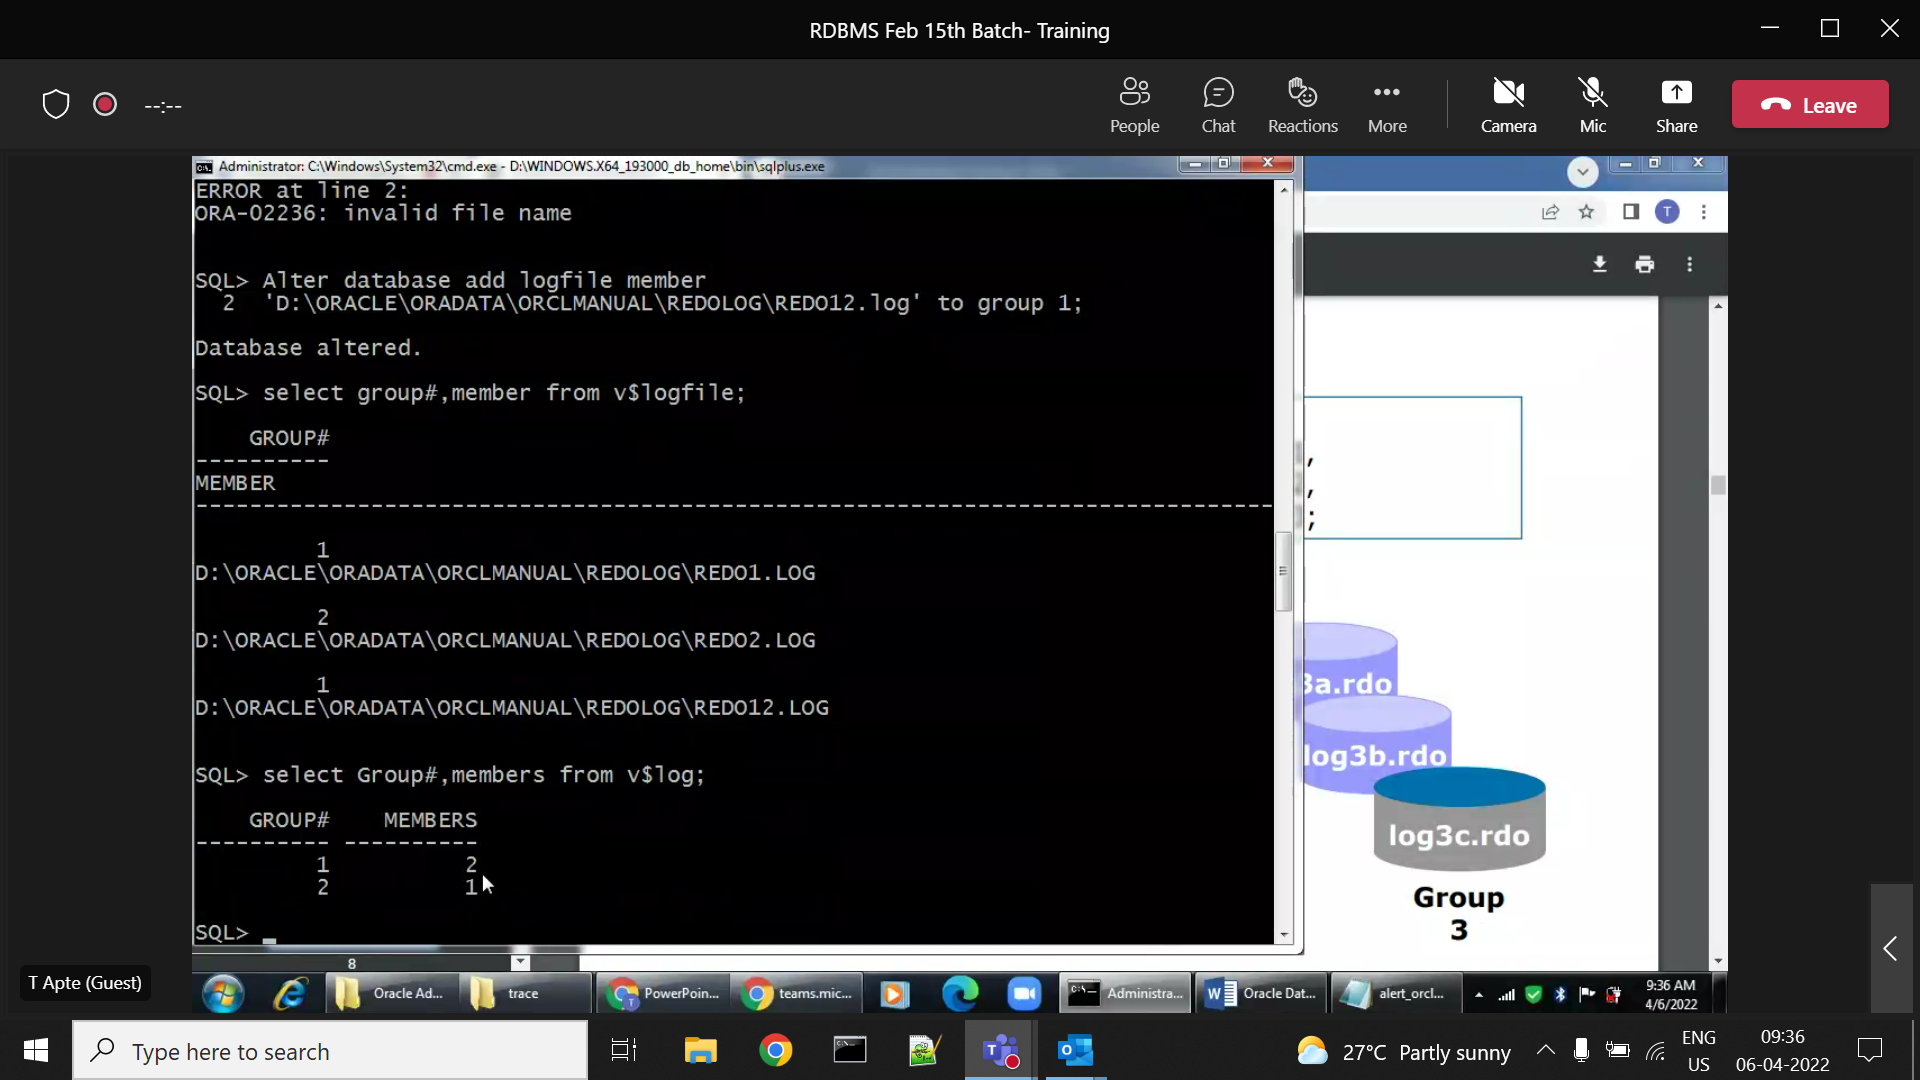 RDBMS Feb 15th Batch- Training
--:--
People
Chat
Reactions
More
Camera
Mic
Share
Leave
Administrator: C:\Windows\System32\cmd.exe - D:\WINDOWS.X64_193000_db_home\bin\sqlplus.exe
ERROR at line 2:
ORA-02236: invalid file name
SQL> Alter database add logfile member
2 'D:\ORACLE\ORADATA\ORCLMANUAL\REDOLOG\REDO12.log' to group 1;
Database altered.
SQL> select group#,member from v$logfile;
GROUP#
----------
MEMBER
--------------------------------------------------------------------------------
1
D:\ORACLE\ORADATA\ORCLMANUAL\REDOLOG\REDO1.LOG
2
D:\ORACLE\ORADATA\ORCLMANUAL\REDOLOG\REDO2.LOG
1
D:\ORACLE\ORADATA\ORCLMANUAL\REDOLOG\REDO12.LOG
SQL> select Group#,members from v$log;
GROUP# MEMBERS
---------- ----------
1 2
2 1
SQL> _
T
,
,
;
3a.rdo
log3b.rdo
log3c.rdo
Group
3
8
T Apte (Guest)
Oracle Ad...
trace
PowerPoin...
teams.mic...
Administra...
Oracle Dat...
alert_orcl...
9:36 AM
4/6/2022
Type here to search
27°C Partly sunny
ENG
US
09:36
06-04-2022